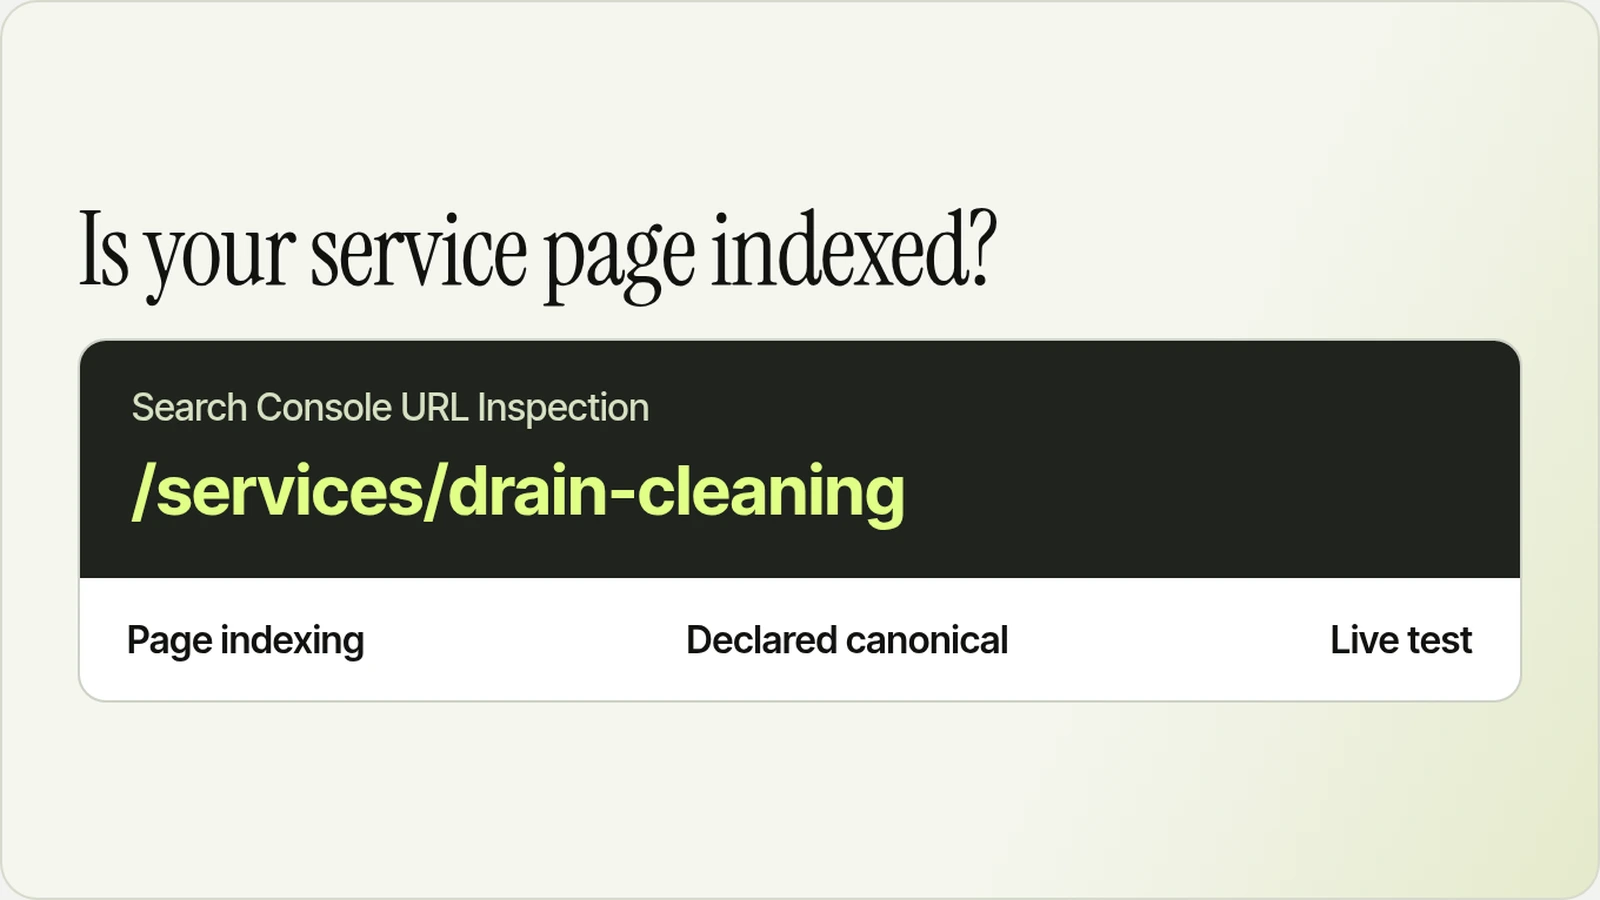 Is your service page indexed?
Search Console URL Inspection
/services/drain-cleaning
Page indexing
Declared canonical
Live test